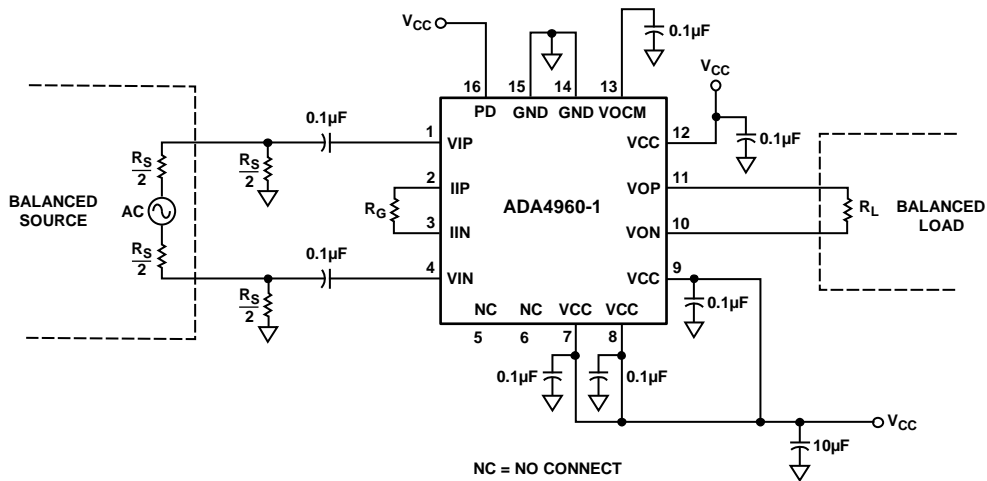 VCC
0.1µF
16
15
14
13
PD
GND
GND
VOCM
VCC
0.1µF
0.1µF
1
VIP
RS
2
RS
2
BALANCED
SOURCE
AC
RS
2
2
IIP
RG
3
IIN
0.1µF
4
VIN
RS
2
ADA4960-1
12
VCC
11
VOP
10
VON
9
VCC
RL
BALANCED
LOAD
0.1µF
NC
NC
VCC
VCC
5
6
7
8
0.1µF
0.1µF
VCC
10µF
NC = NO CONNECT